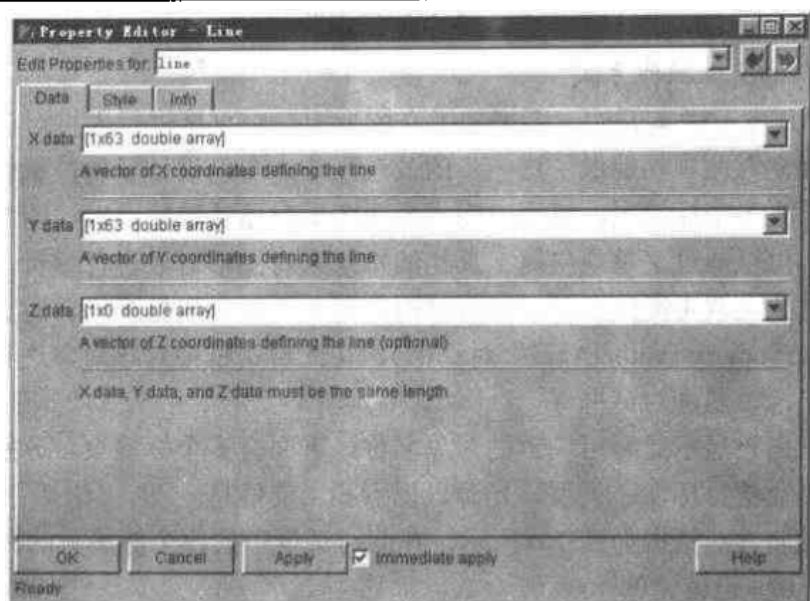 Property Editor - Line
Edit Properties for: line
Data Style Info
X data [1x63 double array]
A vector of X coordinates defining the line
Y data [1x63 double array]
A vector of Y coordinates defining the line
Z data [1x0 double array]
A vector of Z coordinates defining the line (optional)
X data, Y data, and Z data must be the same length
OK Cancel Apply Immediate apply Help
Ready